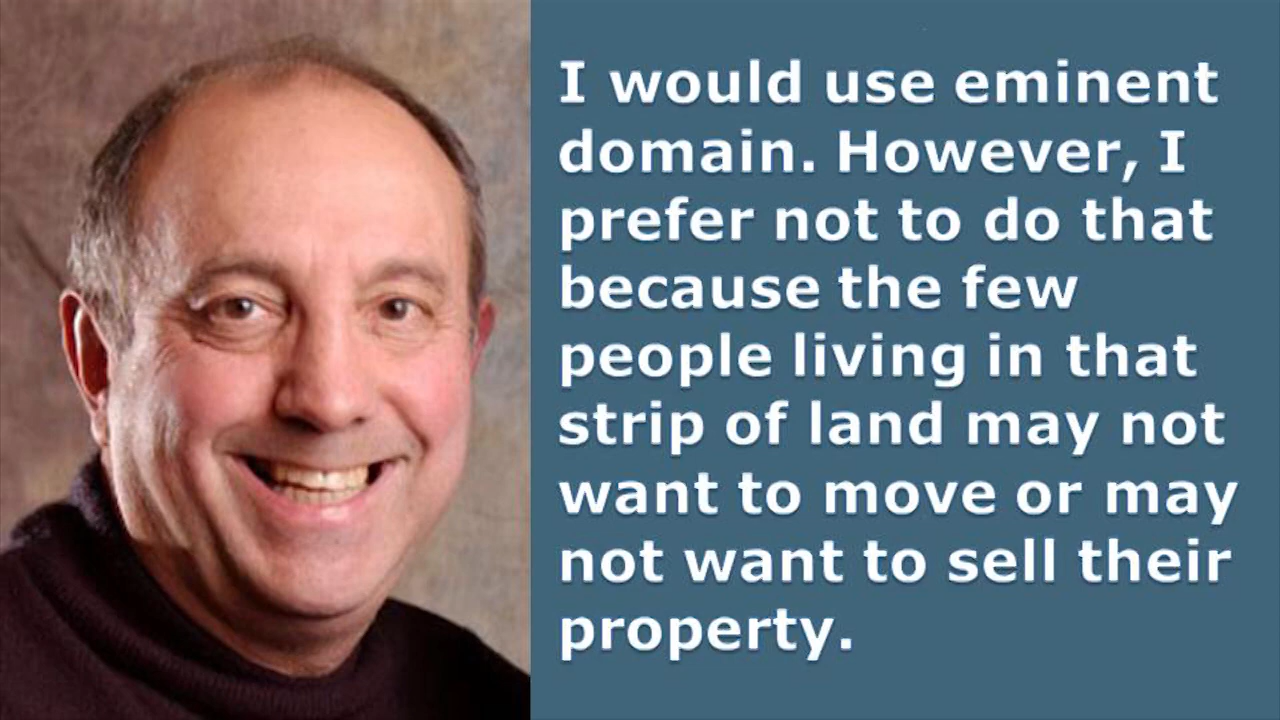 I would use eminent
domain. However, I
prefer not to do that
because the few
people living in that
strip of land may not
want to move or may
not want to sell their
property.